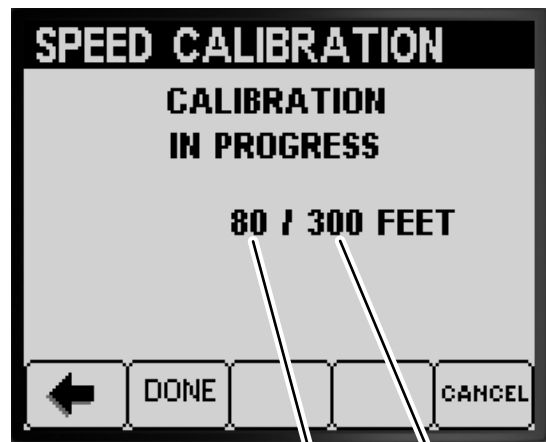 SPEED CALIBRATION
CALIBRATION
IN PROGRESS
80 / 300 FEET
DONE
CANCEL